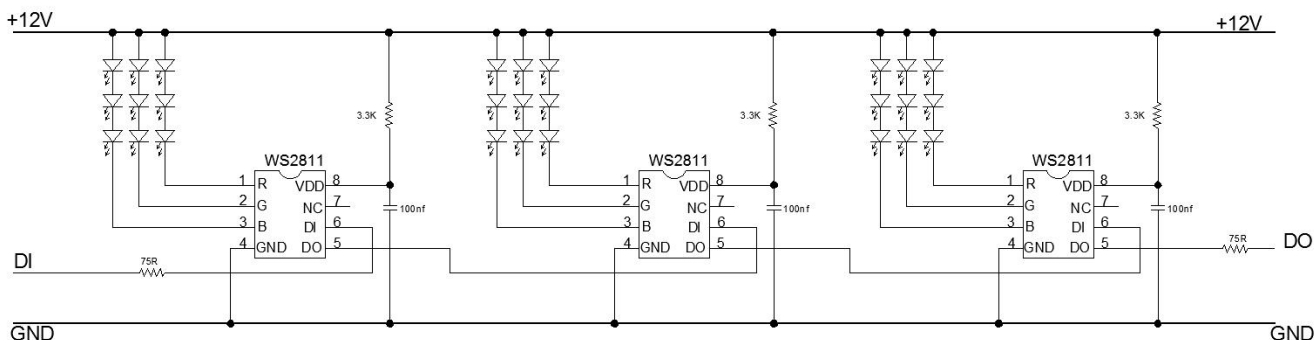 +12V +12V
3.3K 3.3K 3.3K
WS2811 WS2811 WS2811
1 R VDD 8 1 R VDD 8 1 R VDD 8
2 G NC 7 100nf 2 G NC 7 100nf 2 G NC 7 100nf
3 B DI 6 3 B DI 6 3 B DI 6
4 GND DO 5 4 GND DO 5 4 GND DO 5 75R DO
DI 75R
GND GND